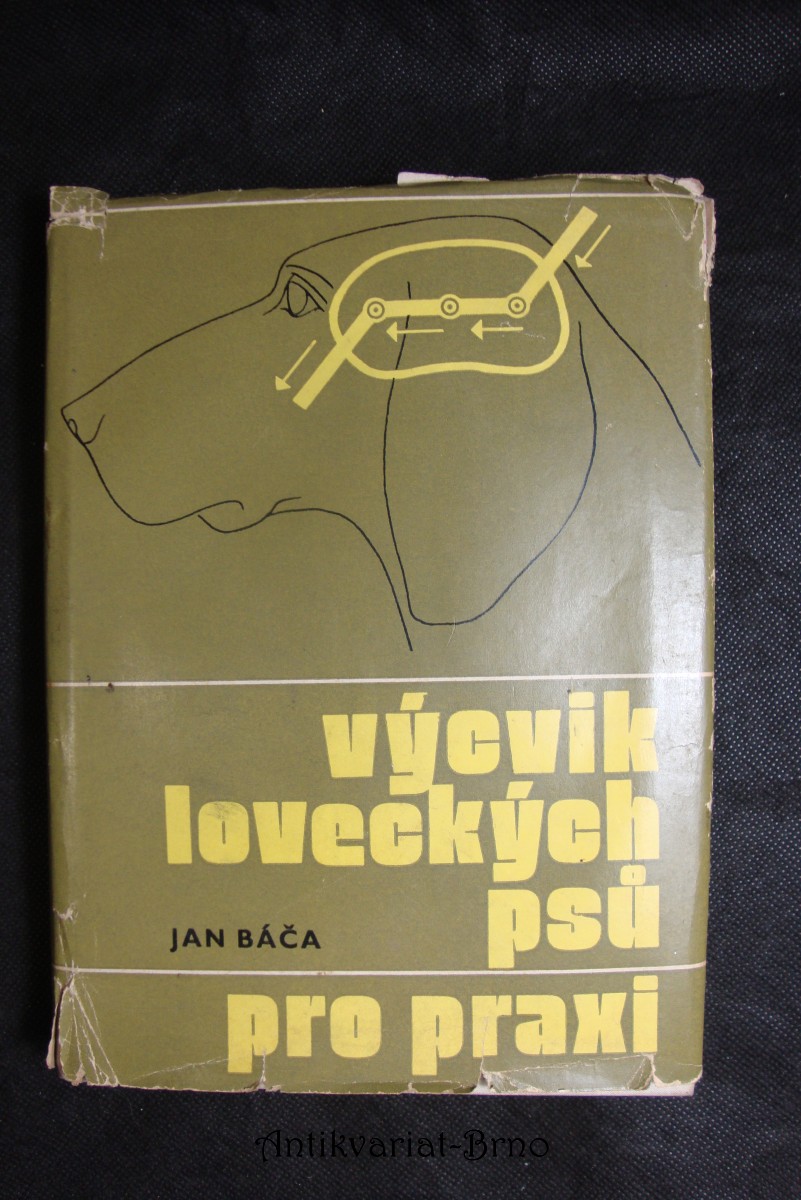 výcvik
loveckých
psů
JAN BÁČA
pro praxi
Antikvariat-Brno